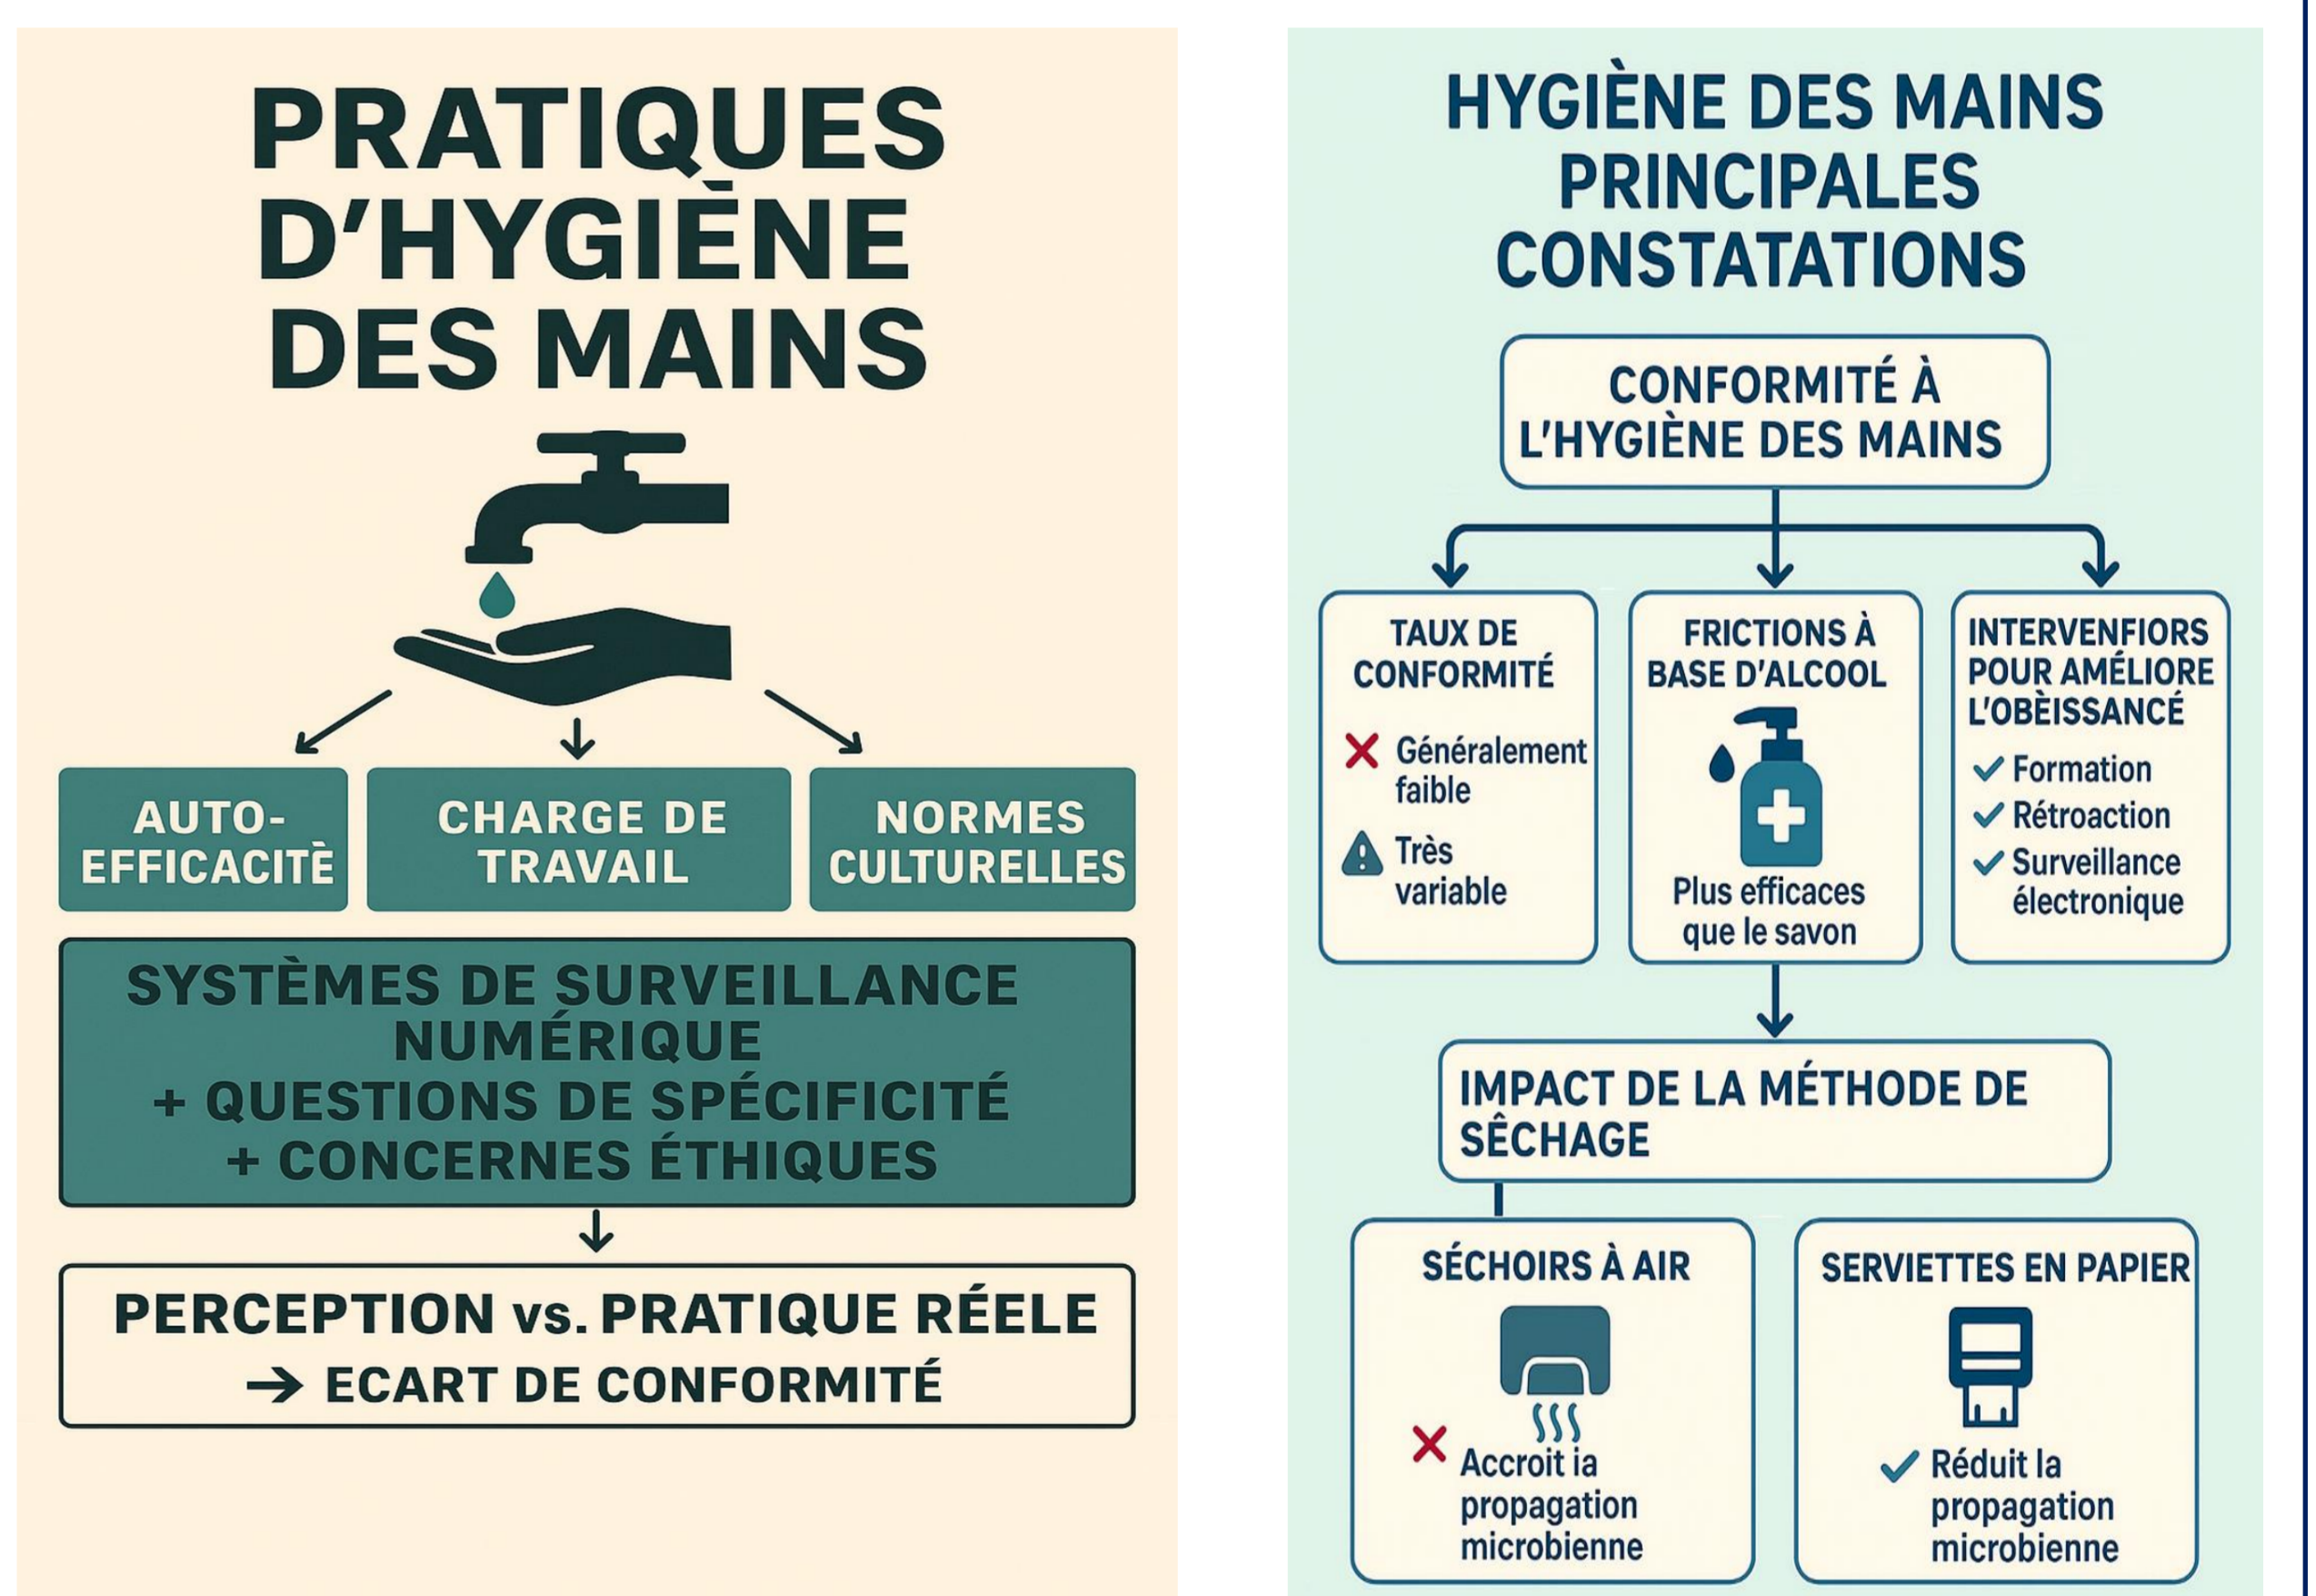 PRATIQUES
D'HYGIÈNE
DES MAINS
AUTO-
EFFICACITÈ
CHARGE DE
TRAVAIL
NORMES
CULTURELLES
SYSTÈMES DE SURVEILLANCE
NUMÉRIQUE
+ QUESTIONS DE SPÉCIFICITÉ
+ CONCERNES ÉTHIQUES
PERCEPTION vs. PRATIQUE RÉELE
→ ECART DE CONFORMITÉ
HYGIÈNE DES MAINS
PRINCIPALES
CONSTATATIONS
CONFORMITÉ À
L'HYGIÈNE DES MAINS
TAUX DE
CONFORMITÉ
Généralement
faible
Très
variable
FRICTIONS À
BASE D'ALCOOL
Plus efficaces
que le savon
INTERVENFIORS
POUR AMÉLIORE
L'OBÈISSANCÉ
Formation
Rétroaction
Surveillance
électronique
IMPACT DE LA MÉTHODE DE
SÊCHAGE
SÉCHOIRS À AIR
Accroit ia
propagation
microbienne
SERVIETTES EN PAPIER
Réduit la
propagation
microbienne